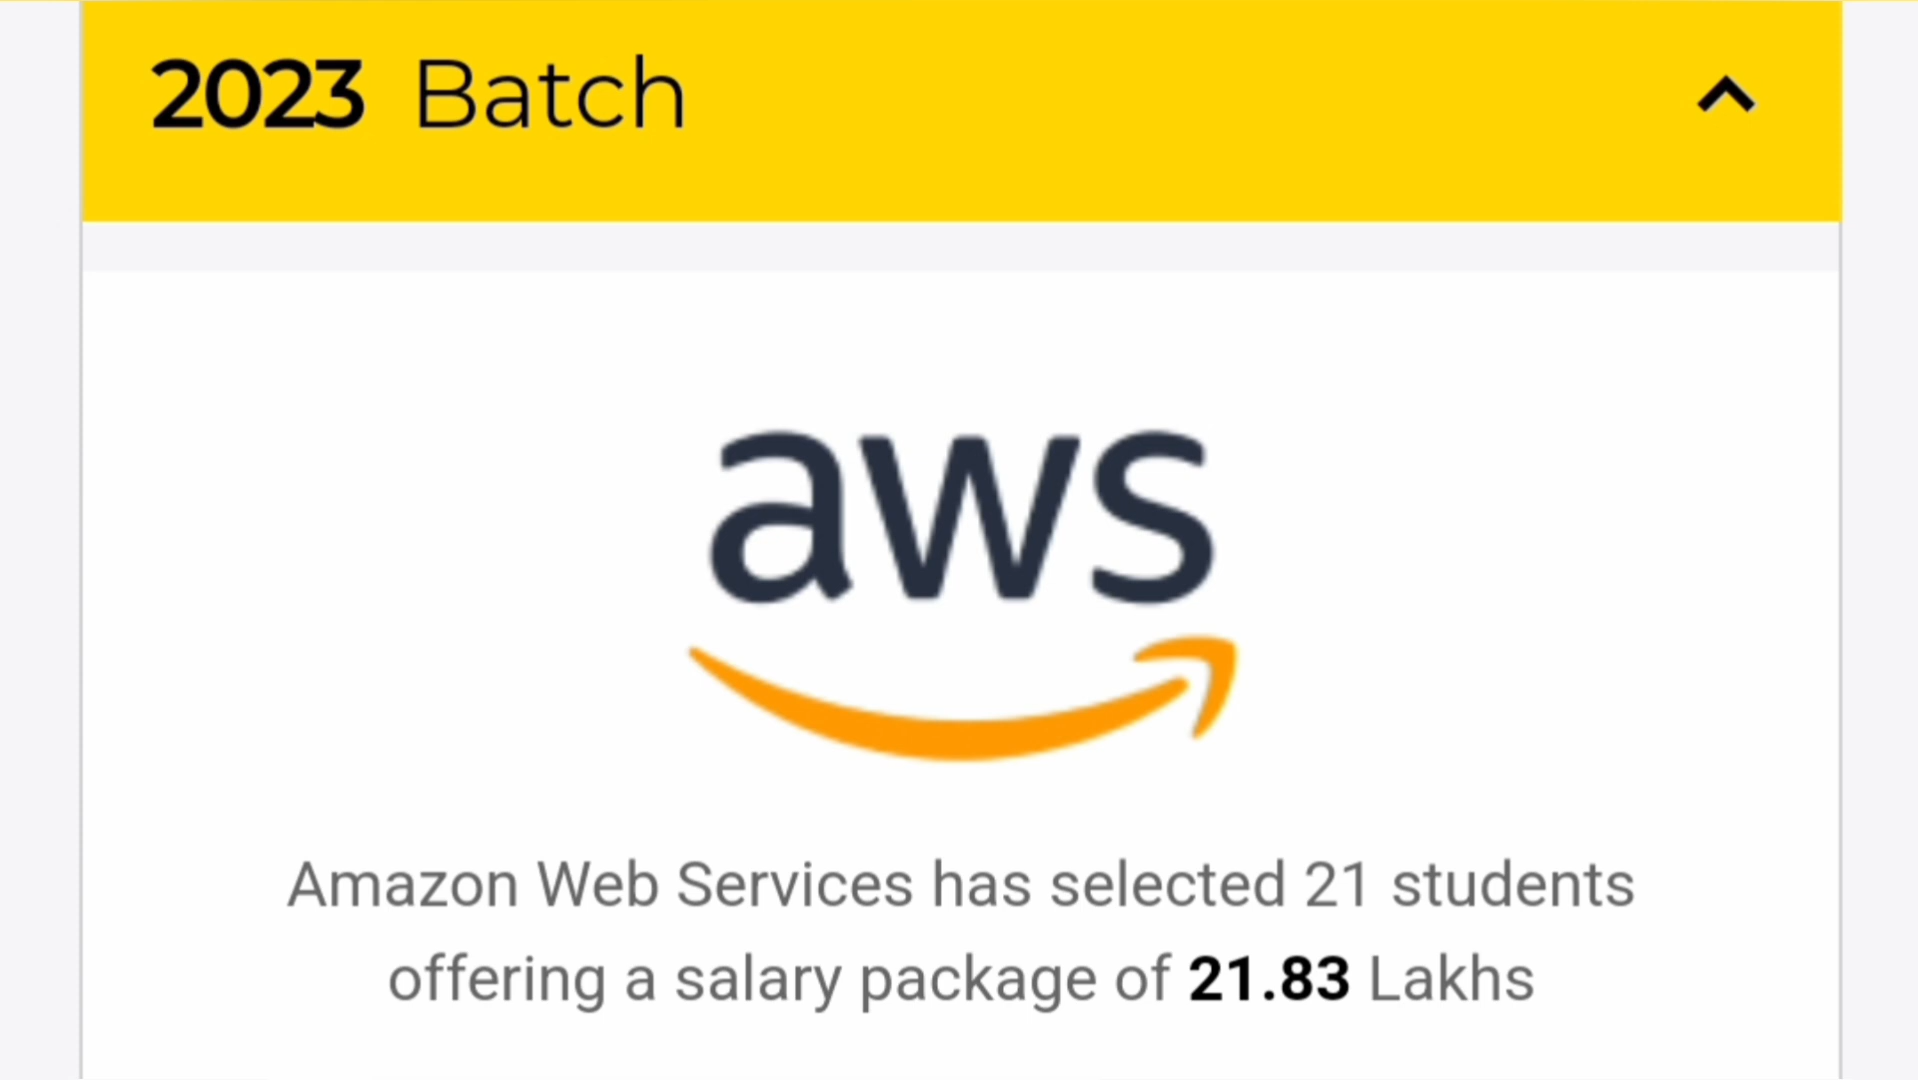 2023 Batch
aws
Amazon Web Services has selected 21 students
offering a salary package of 21.83 Lakhs